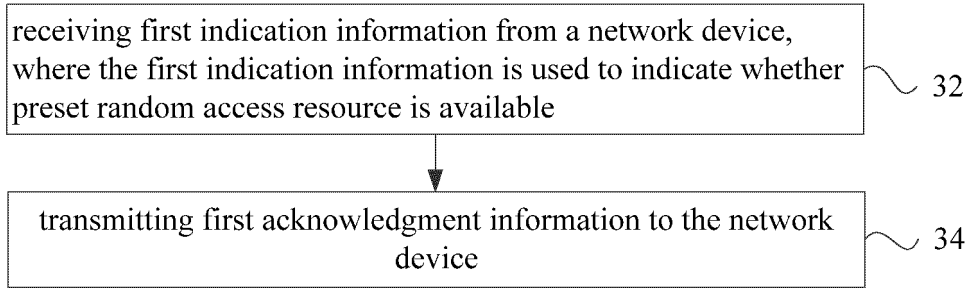 receiving first indication information from a network device,
where the first indication information is used to indicate whether
preset random access resource is available
32
transmitting first acknowledgment information to the network
device
34